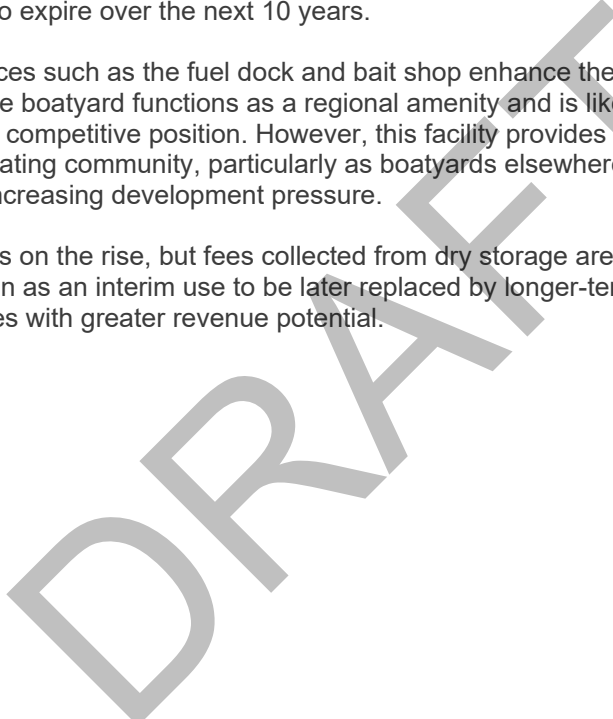 o expire over the next 10 years.
ces such as the fuel dock and bait shop enhance the
e boatyard functions as a regional amenity and is like
competitive position. However, this facility provides
ating community, particularly as boatyards elsewhere
ncreasing development pressure.
s on the rise, but fees collected from dry storage are
n as an interim use to be later replaced by longer-ter
es with greater revenue potential.
DRAFT